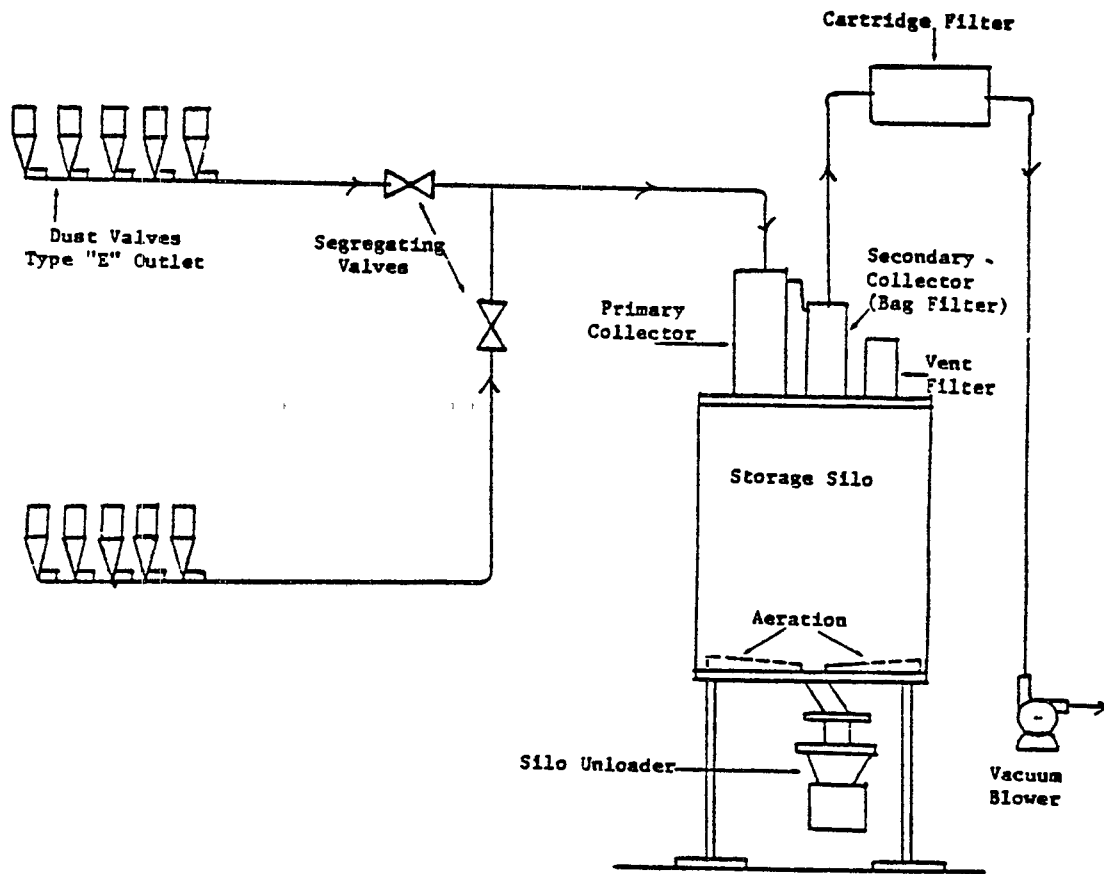 Cartridge Filter
Dust Valves
Type "E" Outlet
Segregating
Valves
Secondary -
Collector
(Bag Filter)
Primary
Collector
Vent
Filter
Storage Silo
Aeration
Silo Unloader
Vacuum
Blower